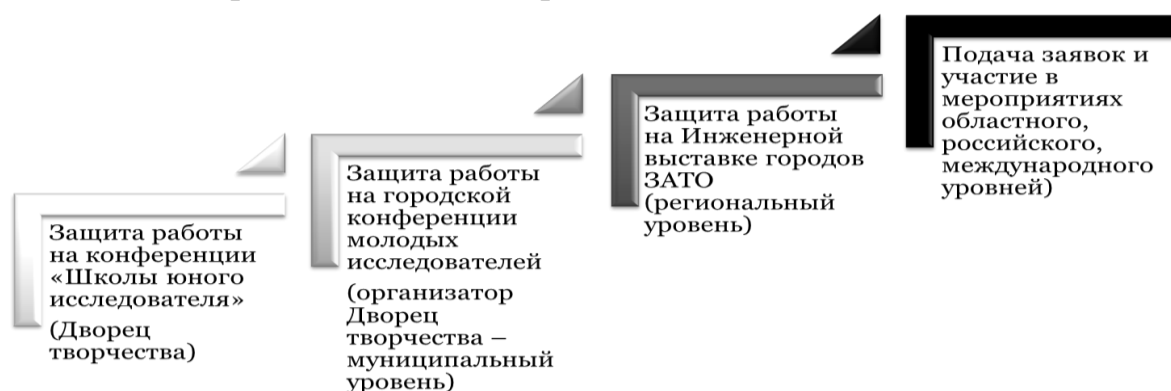 Защита работы
на конференции
«Школы юного
исследователя»
(Дворец
творчества)
Защита работы
на городской
конференции
молодых
исследователей
(организатор
Дворец
творчества –
муниципальный
уровень)
Защита работы
на Инженерной
выставке городов
ЗАТО
(региональный
уровень)
Подача заявок и
участие в
мероприятиях
областного,
российского,
международного
уровней)